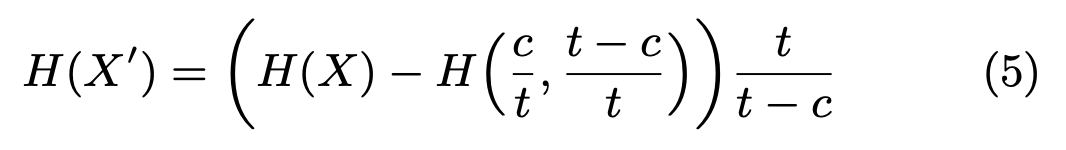 H(X′) = (H(X) − H(c/t, (t − c)/t)) t/(t − c) (5)